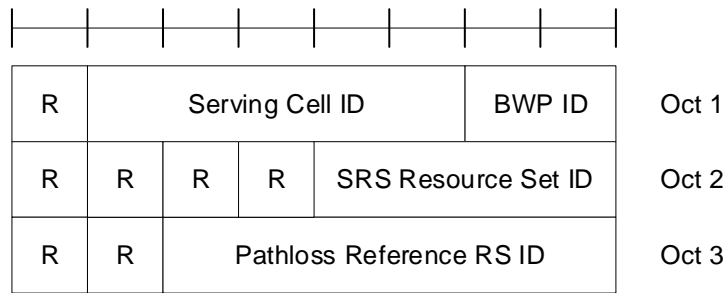 R Serving Cell ID BWP ID Oct 1
R R R R SRS Resource Set ID Oct 2
R R Pathloss Reference RS ID Oct 3